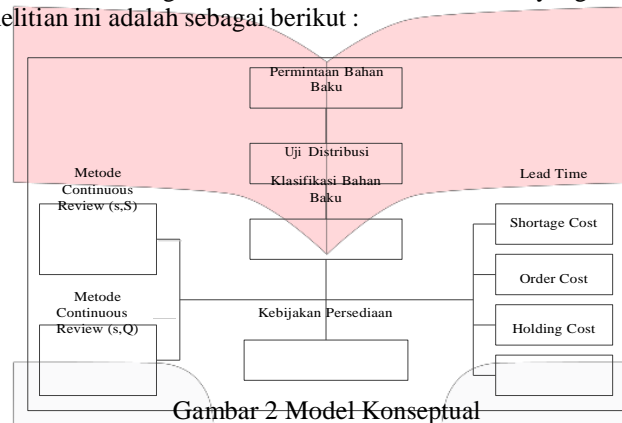 nelitian ini adalah sebagai berikut :
Permintaan Bahan
Baku
Uji Distribusi
Klasifikasi Bahan
Baku
Metode
Continuous
Review (s,S)
Metode
Continuous
Review (s,Q)
Kebijakan Persediaan
Lead Time
Shortage Cost
Order Cost
Holding Cost
Gambar 2 Model Konseptual